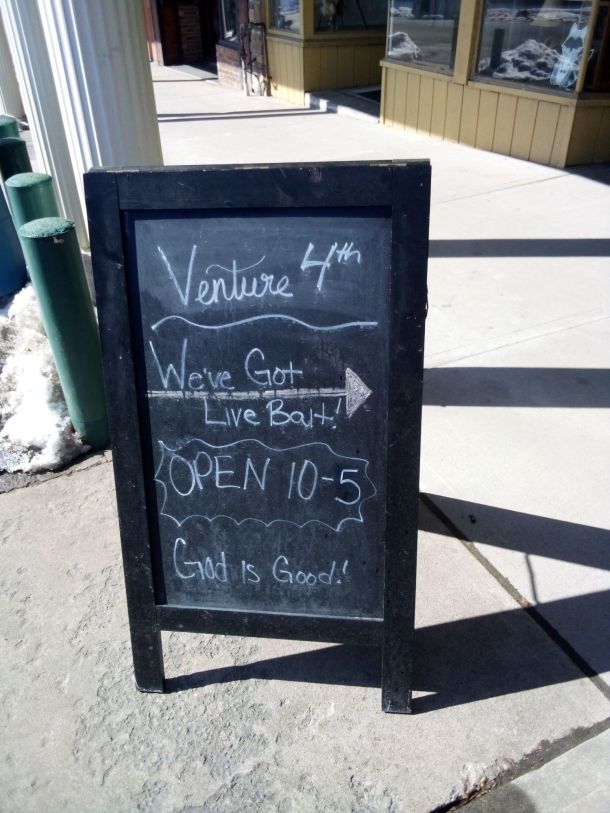 Venture 4th
We've Got
Live Bait!
OPEN 10-5
God is Good!